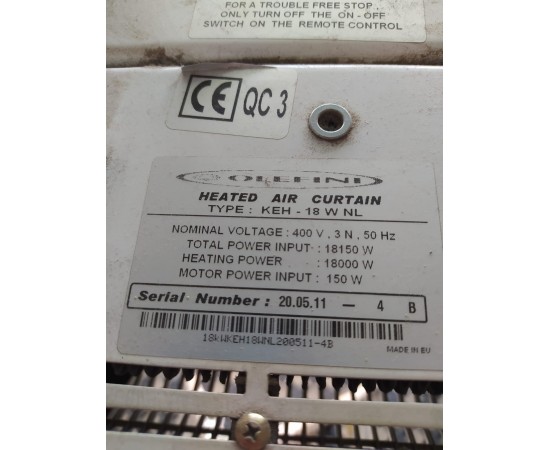 FOR A TROUBLE FREE STOP ,
ONLY TURN OFF THE ON - OFF
SWITCH ON THE REMOTE CONTROL
CE QC 3
OLEFINI
HEATED AIR CURTAIN
TYPE : KEH - 18 W NL
NOMINAL VOLTAGE : 400 V , 3 N , 50 Hz
TOTAL POWER INPUT : 18150 W
HEATING POWER : 18000 W
MOTOR POWER INPUT : 150 W
Serial Number : 20.05.11 - 4 B
18kWKEH18WNL200511-4B
MADE IN EU